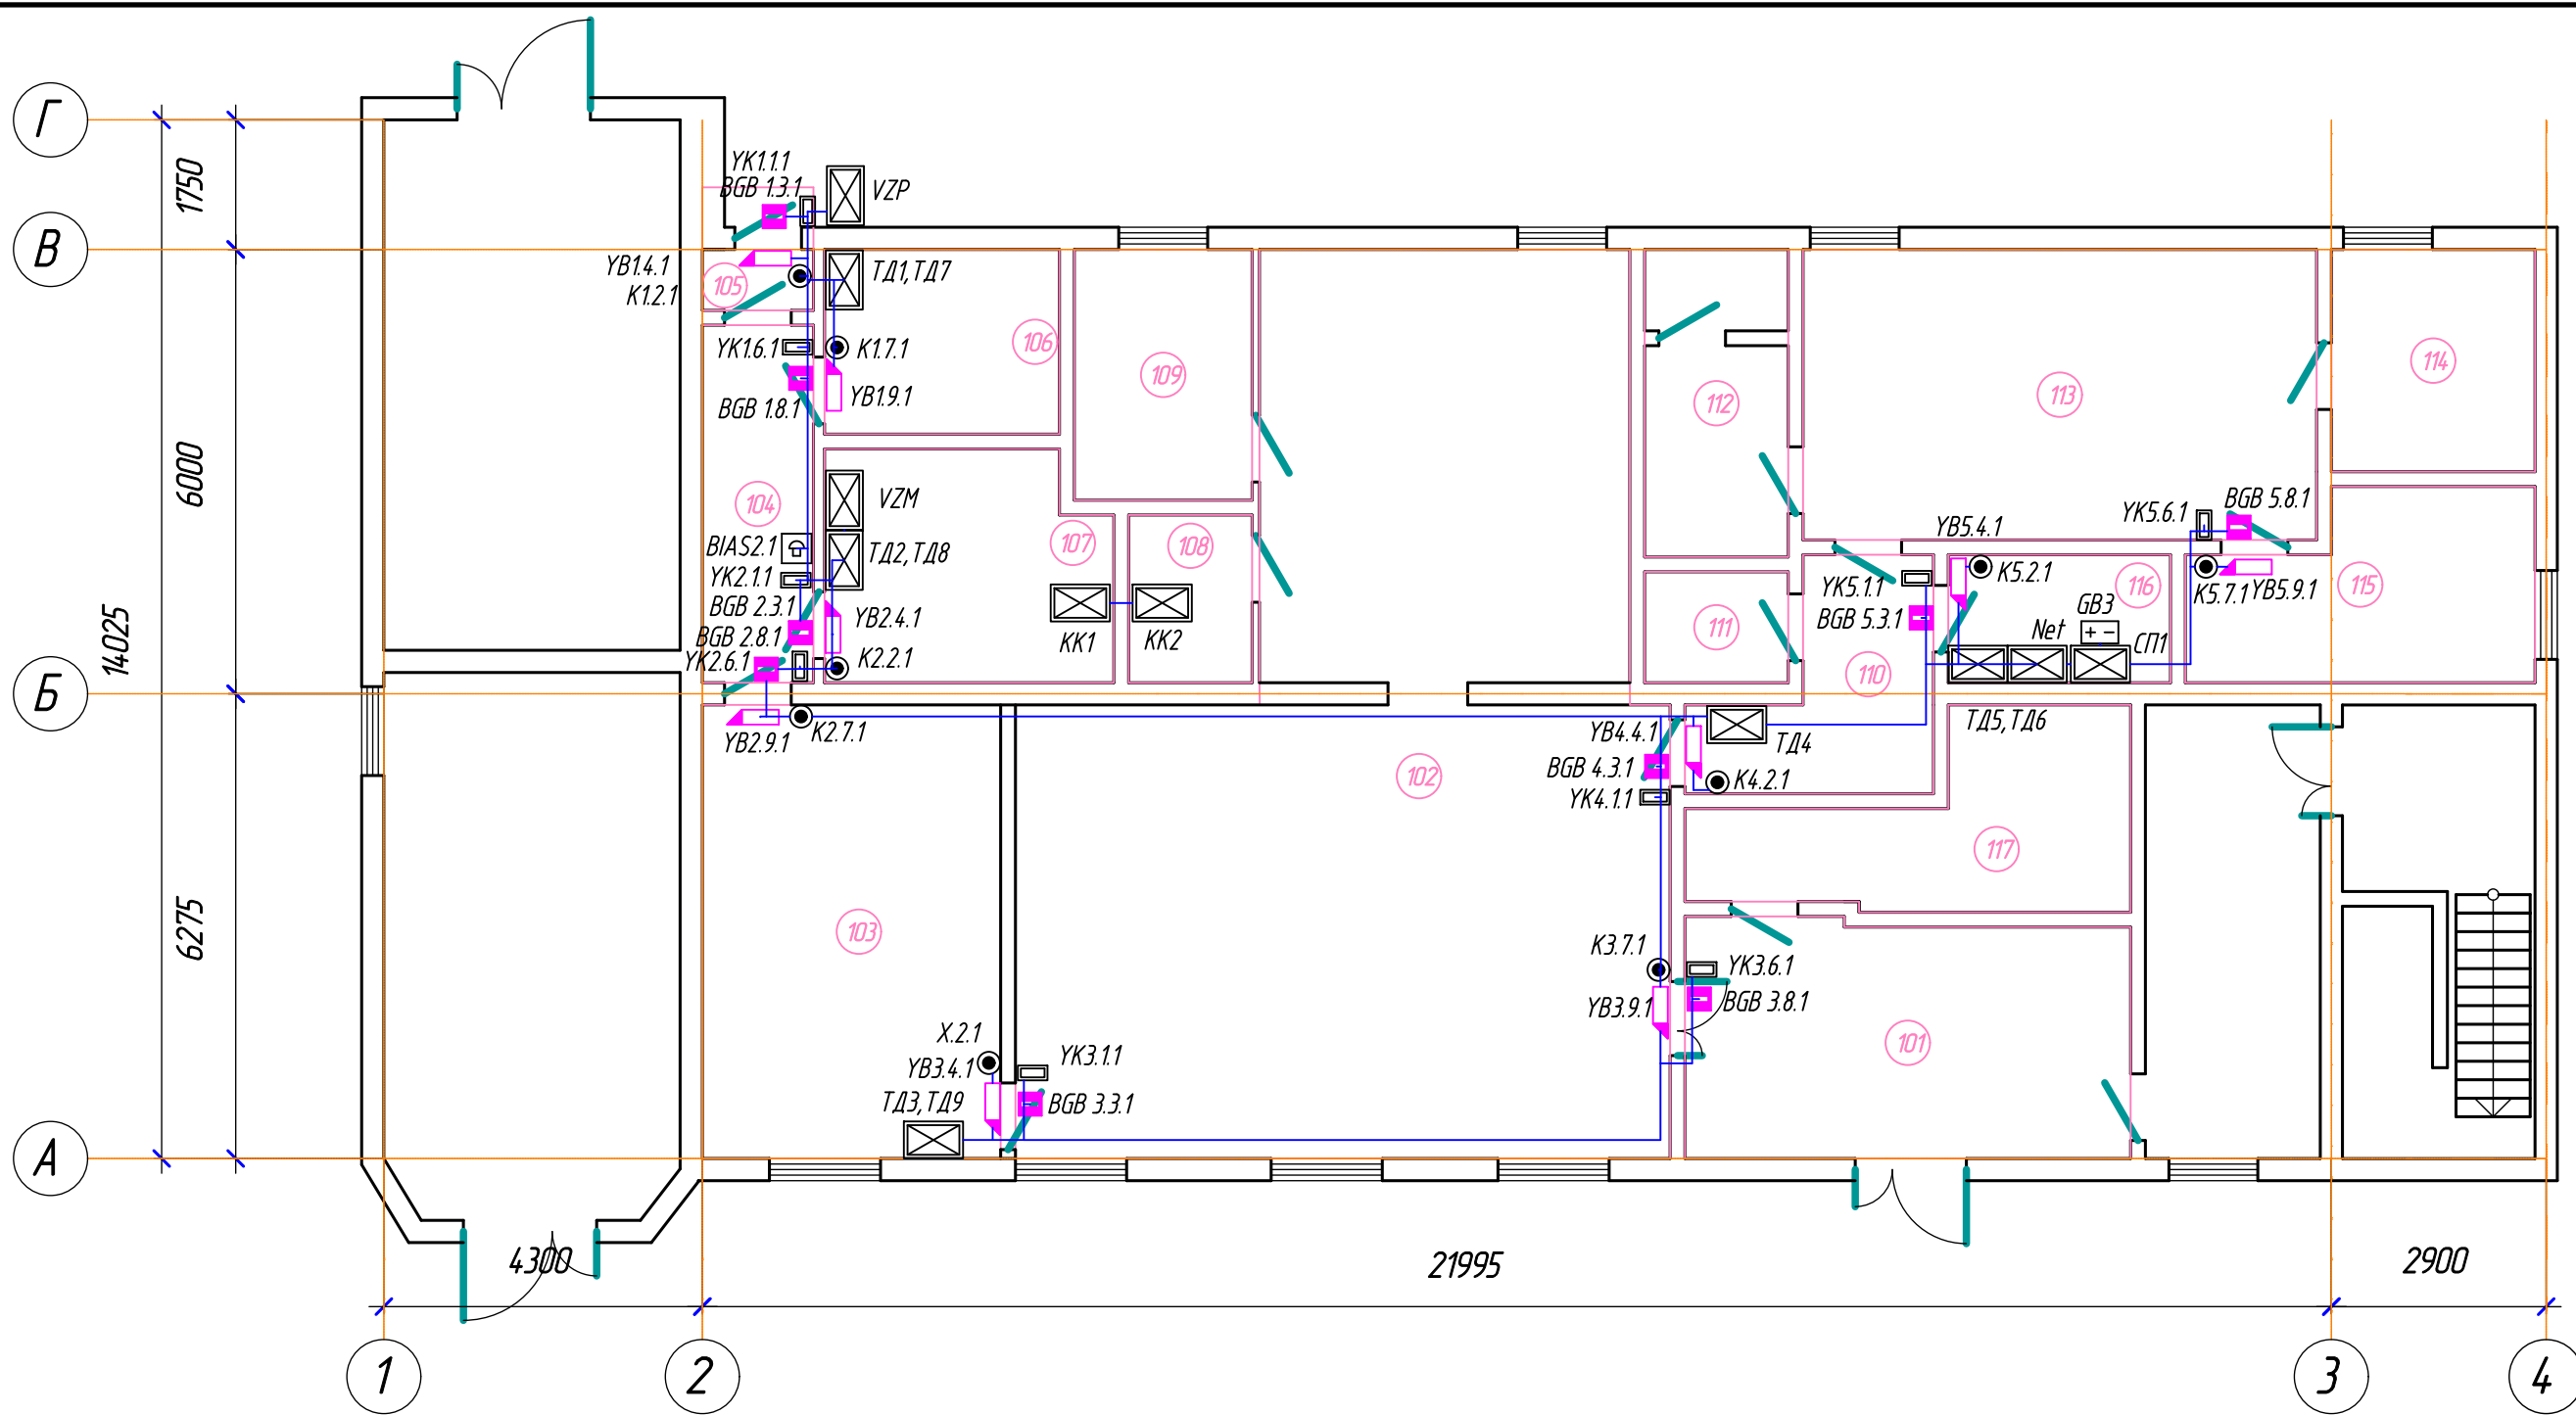 Г
В
Б
А
1750
6000
6275
14025
YK1.1.1
BGB 1.3.1
VZP
YB1.4.1
K1.2.1
105
ТД1,ТД7
YK1.6.1
K1.7.1
BGB 1.8.1
YB1.9.1
106
109
112
113
114
104
VZM
BIAS2.1
ТД2,ТД8
YK2.1.1
BGB 2.3.1
BGB 2.8.1
YB2.4.1
YK2.6.1
K2.2.1
107
108
КК1
КК2
YB2.9.1
K2.7.1
111
110
YB5.4.1
YK5.1.1
K5.2.1
BGB 5.3.1
116
GB3
+ −
Net
СП1
YK5.6.1
BGB 5.8.1
K5.7.1
YB5.9.1
115
ТД5,ТД6
YB4.4.1
ТД4
BGB 4.3.1
K4.2.1
YK4.1.1
102
117
103
K3.7.1
YK3.6.1
YB3.9.1
BGB 3.8.1
101
X.2.1
YB3.4.1
YK3.1.1
ТД3,ТД9
BGB 3.3.1
4300
21995
2900
1
2
3
4